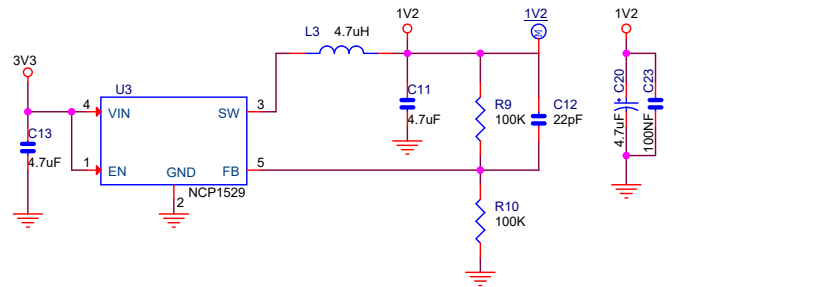 1V2
1V2
1V2
L3 4.7uH
M
3V3
U3
4 VIN
SW 3
C13
4.7uF
1 EN
GND
FB 5
NCP1529
2
C11
4.7uF
R9
100K
C12
22pF
R10
100K
C20
4.7uF
C23
100NF